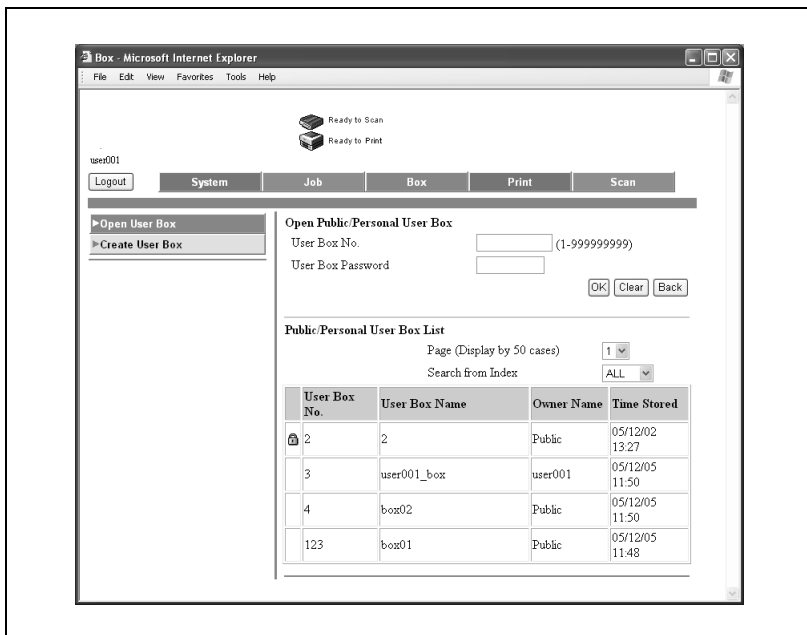 Box - Microsoft Internet Explorer
File Edit View Favorites Tools Help
Ready to Scan
Ready to Print
user001
Logout System Job Box Print Scan
Open User Box
Create User Box
Open Public/Personal User Box
User Box No. (1-999999999)
User Box Password
OK Clear Back
Public/Personal User Box List
Page (Display by 50 cases) 1
Search from Index ALL
User Box No. User Box Name Owner Name Time Stored
2 2 Public 05/12/02 13:27
3 user001_box user001 05/12/05 11:50
4 box02 Public 05/12/05 11:50
123 box01 Public 05/12/05 11:48